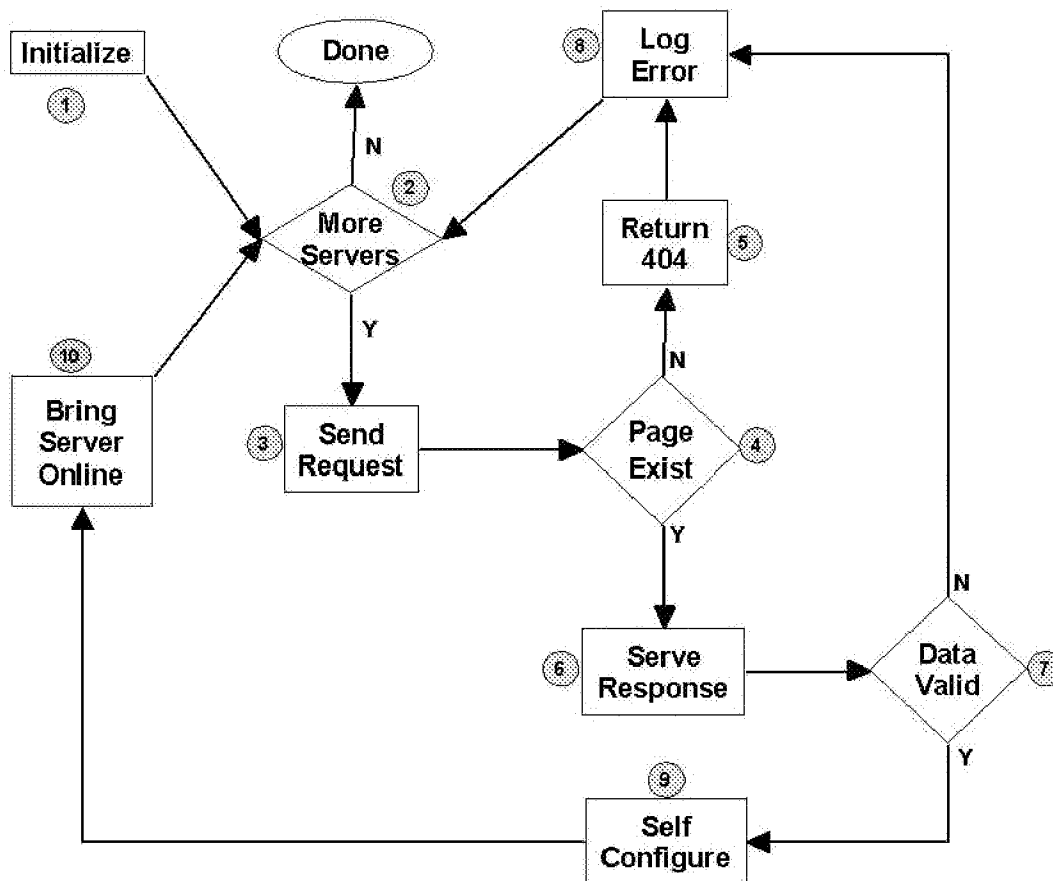 Initialize
1
Done
8
Log
Error
N
2
More
Servers
Return
404
5
Y
10
Bring
Server
Online
3
Send
Request
N
Page
Exist
4
Y
N
6
Serve
Response
Data
Valid
7
Y
9
Self
Configure